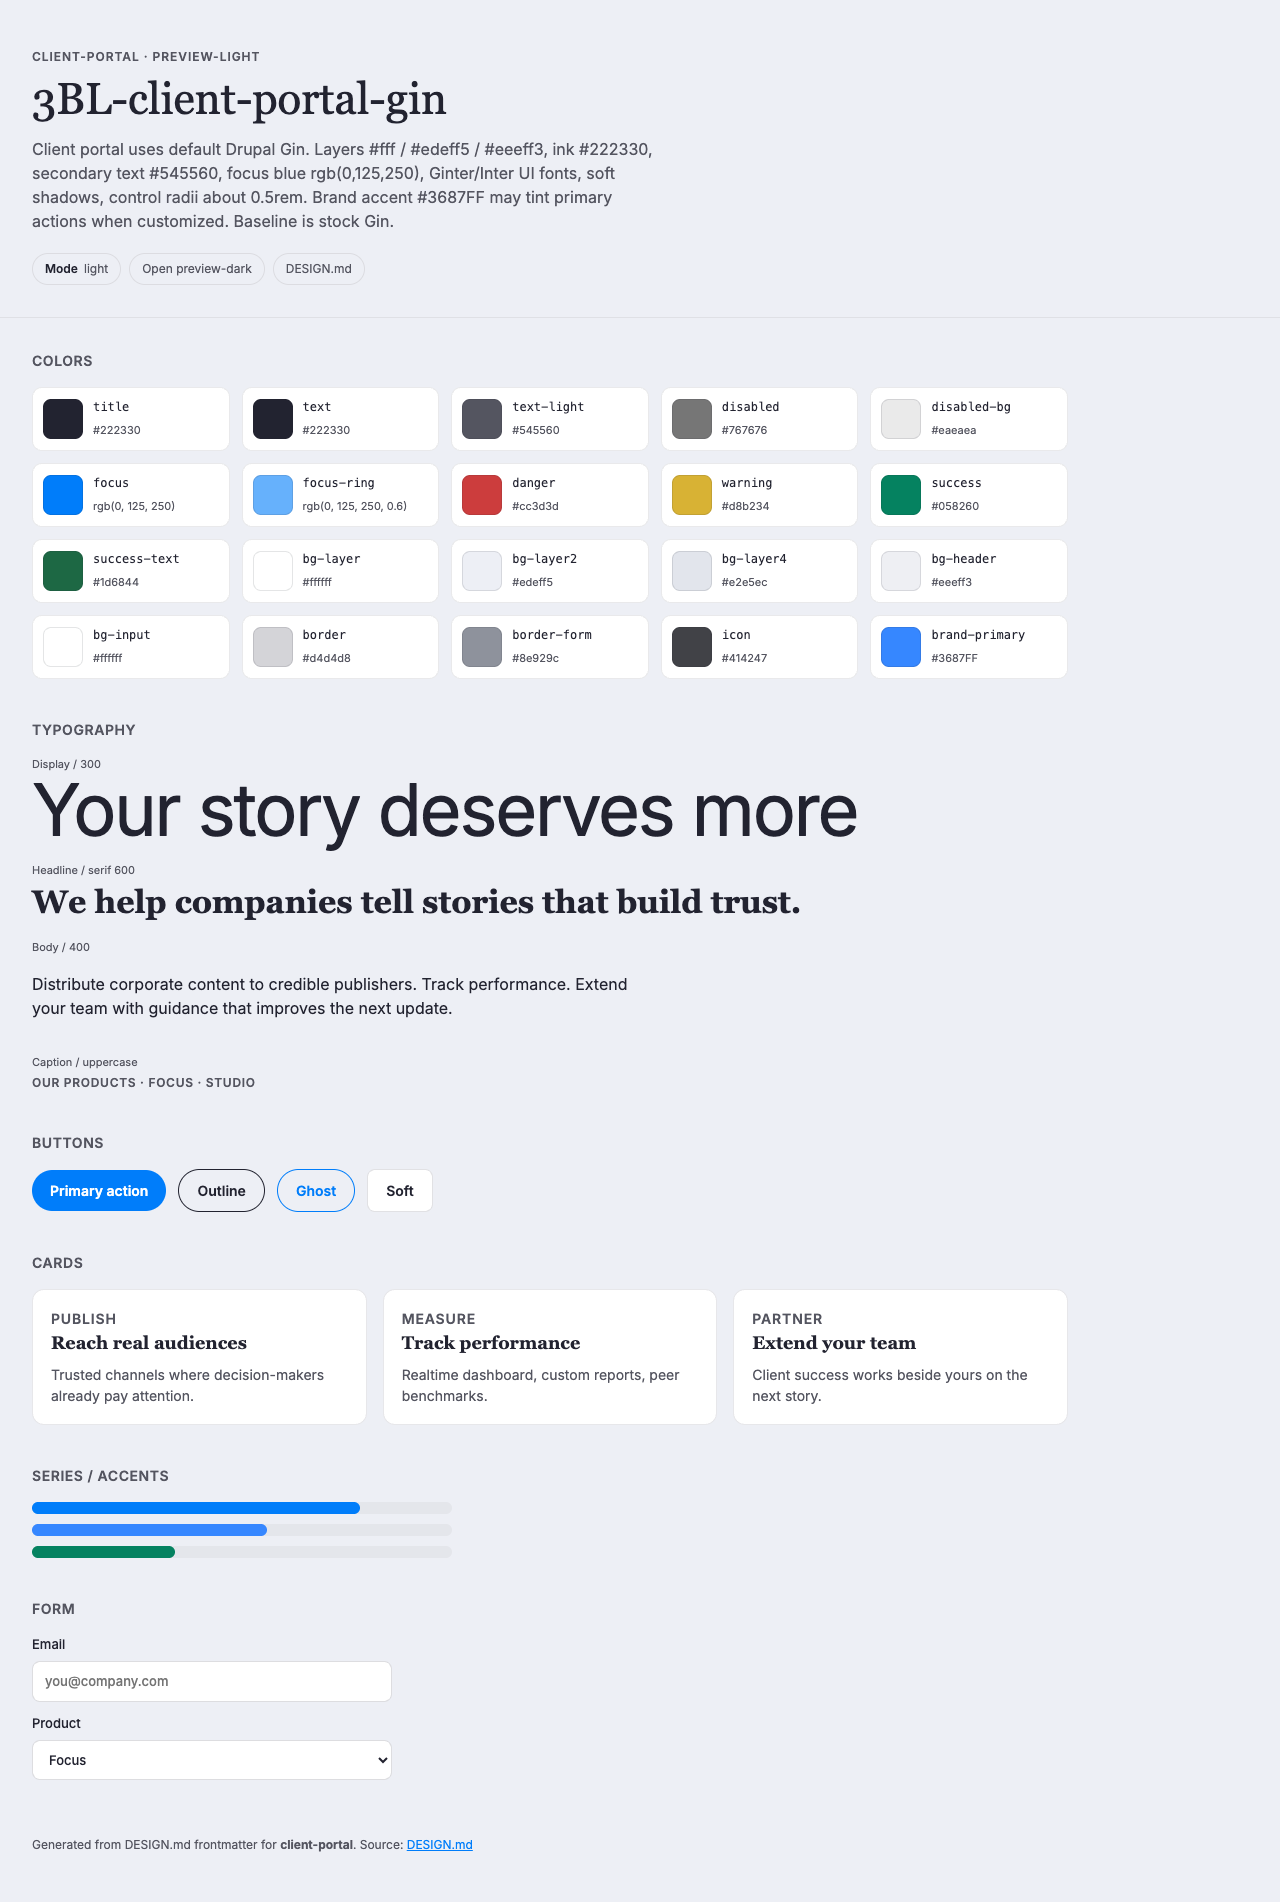 CLIENT-PORTAL · PREVIEW-LIGHT
3BL-client-portal-gin
Client portal uses default Drupal Gin. Layers #fff / #edeff5 / #eeeff3, ink #222330,
secondary text #545560, focus blue rgb(0,125,250), Ginter/Inter UI fonts, soft
shadows, control radii about 0.5rem. Brand accent #3687FF may tint primary
actions when customized. Baseline is stock Gin.
Mode light Open preview-dark DESIGN.md
COLORS
title text text-light disabled disabled-bg
#222330 #222330 #545560 #767676 #eaeaea
focus focus-ring danger warning success
rgb(0, 125, 250) rgb(0, 125, 250, 0.6) #cc3d3d #d8b234 #058260
success-text bg-layer bg-layer2 bg-layer4 bg-header
#1d6844 #ffffff #edeff5 #e2e5ec #eeeff3
bg-input border border-form icon brand-primary
#ffffff #d4d4d8 #8e929c #414247 #3687FF
TYPOGRAPHY
Display / 300
Your story deserves more
Headline / serif 600
We help companies tell stories that build trust.
Body / 400
Distribute corporate content to credible publishers. Track performance. Extend
your team with guidance that improves the next update.
Caption / uppercase
OUR PRODUCTS · FOCUS · STUDIO
BUTTONS
Primary action Outline Ghost Soft
CARDS
PUBLISH
Reach real audiences
Trusted channels where decision-makers
already pay attention.
MEASURE
Track performance
Realtime dashboard, custom reports, peer
benchmarks.
PARTNER
Extend your team
Client success works beside yours on the
next story.
SERIES / ACCENTS
FORM
Email
you@company.com
Product
Focus
Generated from DESIGN.md frontmatter for client-portal. Source: DESIGN.md